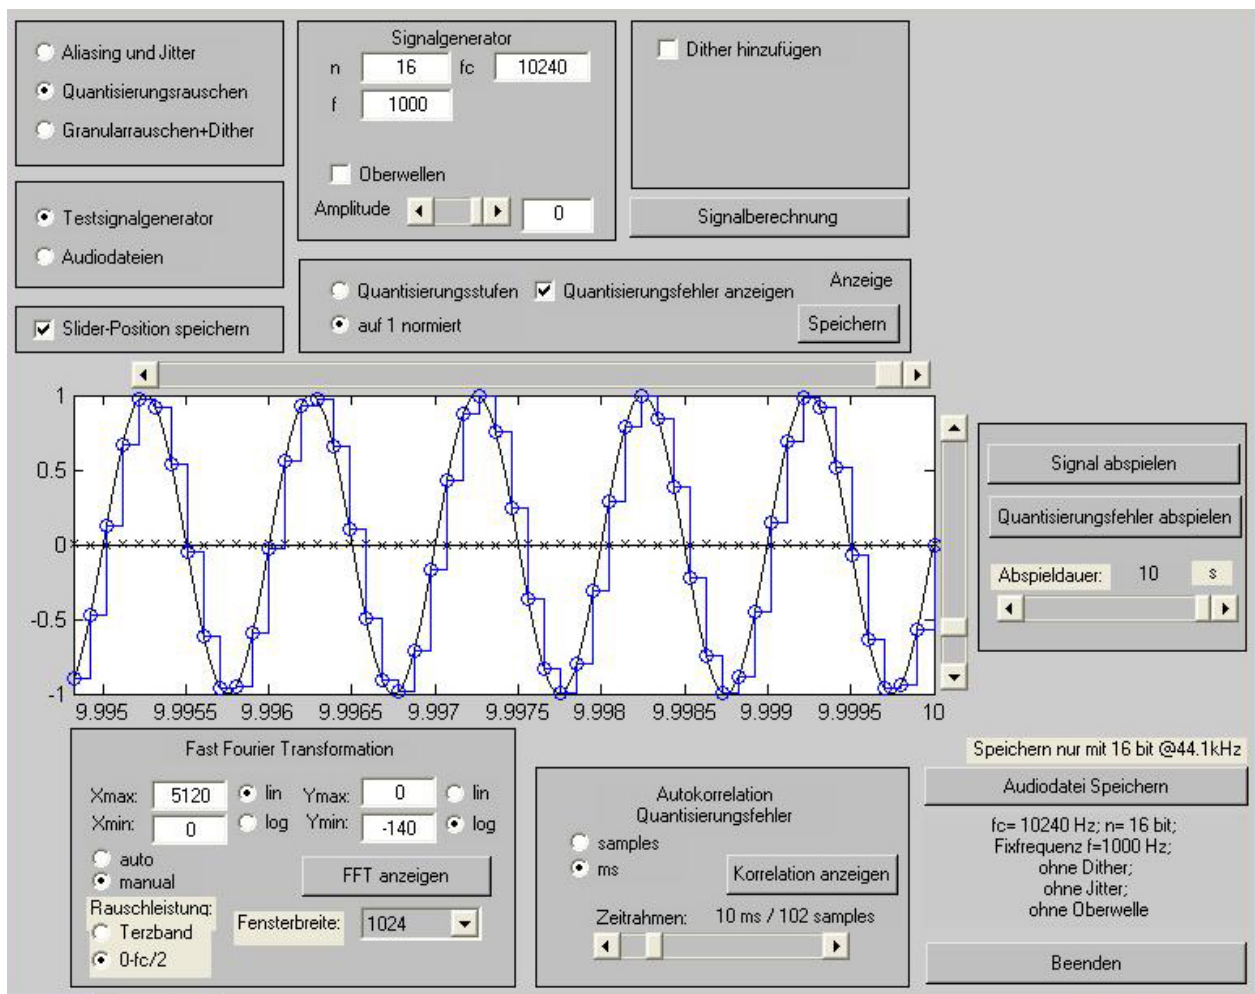 Aliasing und Jitter
Quantisierungsrauschen
Granularrauschen+Dither
Testsignalgenerator
Audiodateien
Slider-Position speichern
Signalgenerator
n 16 fc 10240
f 1000
Oberwellen
Amplitude 0
Dither hinzufügen
Signalberechnung
Quantisierungsstufen Quantisierungsfehler anzeigen Anzeige
auf 1 normiert Speichern
1
0.5
0
-0.5
-1
9.995 9.9955 9.996 9.9965 9.997 9.9975 9.998 9.9985 9.999 9.9995 10
Signal abspielen
Quantisierungsfehler abspielen
Abspieldauer: 10 s
Fast Fourier Transformation
Xmax: 5120 lin Ymax: 0 lin
Xmin: 0 log Ymin: -140 log
auto
manual
FFT anzeigen
Rauschleistung:
Terzband
0-fc/2
Fensterbreite: 1024
Autokorrelation
Quantisierungsfehler
samples
ms
Korrelation anzeigen
Zeitrahmen: 10 ms / 102 samples
Speichern nur mit 16 bit @44.1kHz
Audiodatei Speichern
fc= 10240 Hz; n= 16 bit;
Fixfrequenz f=1000 Hz;
ohne Dither;
ohne Jitter;
ohne Oberwelle
Beenden